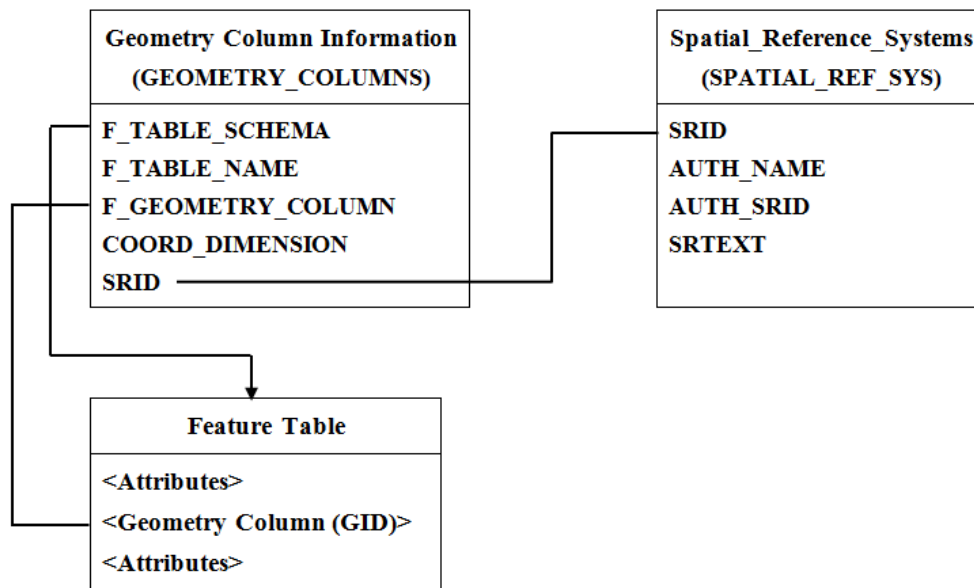 Geometry Column Information
(GEOMETRY_COLUMNS)
F_TABLE_SCHEMA
F_TABLE_NAME
F_GEOMETRY_COLUMN
COORD_DIMENSION
SRID
Spatial_Reference_Systems
(SPATIAL_REF_SYS)
SRID
AUTH_NAME
AUTH_SRID
SRTEXT
Feature Table
<Attributes>
<Geometry Column (GID)>
<Attributes>